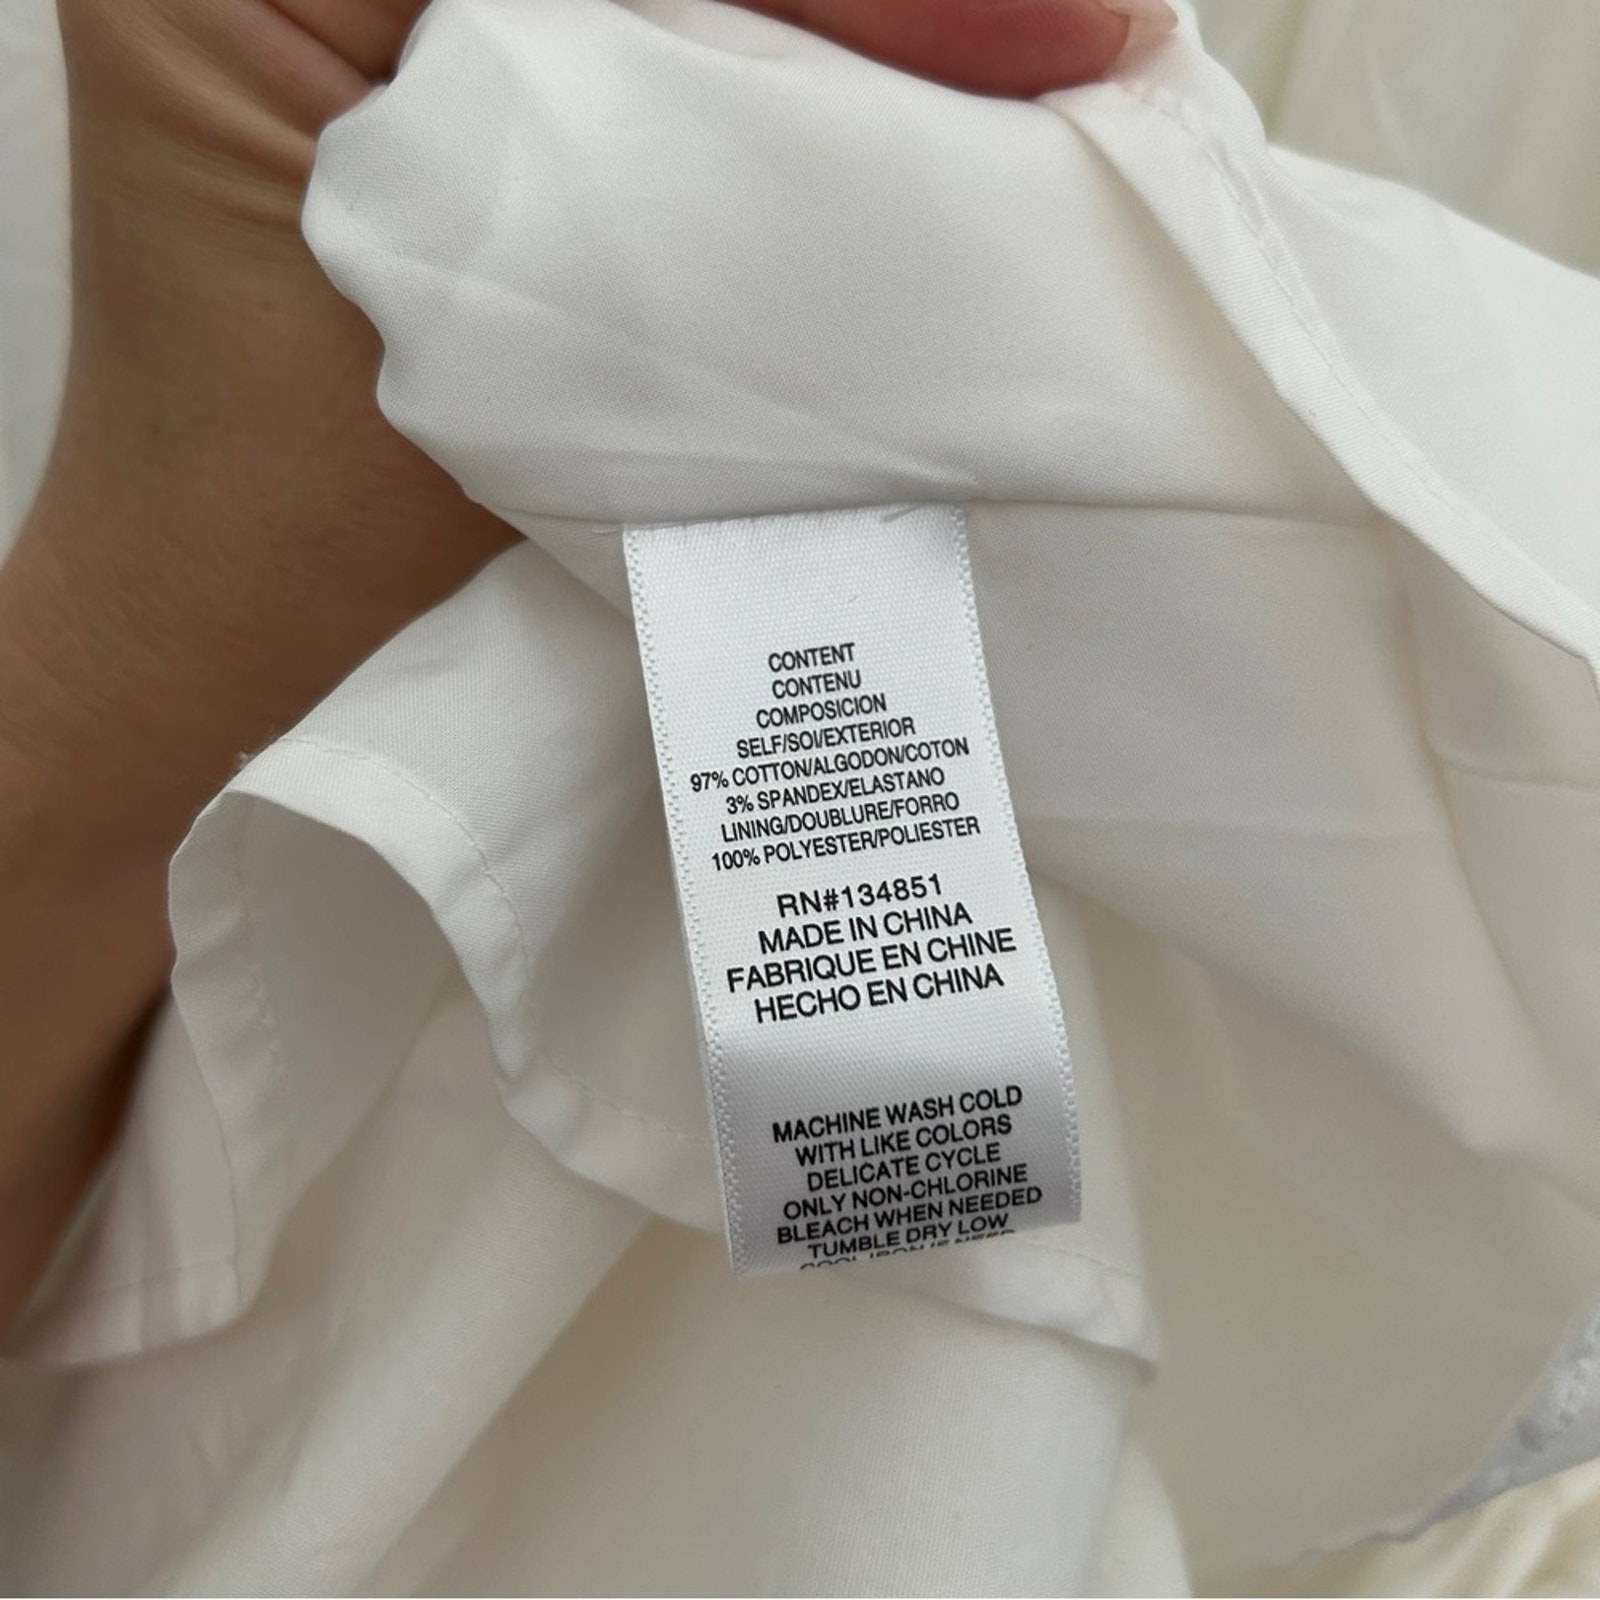 CONTENT
CONTENU
COMPOSICION
SELF/SOI/EXTERIOR
97% COTTON/ALGODON/COTON
3% SPANDEX/ELASTANO
LINING/DOUBLURE/FORRO
100% POLYESTER/POLIESTER
RN#134851
MADE IN CHINA
FABRIQUE EN CHINE
HECHO EN CHINA
MACHINE WASH COLD
WITH LIKE COLORS
DELICATE CYCLE
ONLY NON-CHLORINE
BLEACH WHEN NEEDED
TUMBLE DRY LOW